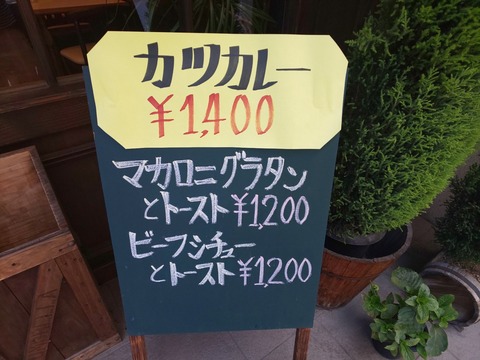 カツカレー
¥1,400
マカロニグラタン
とトースト¥1,200
ビーフシチュー
とトースト¥1,200